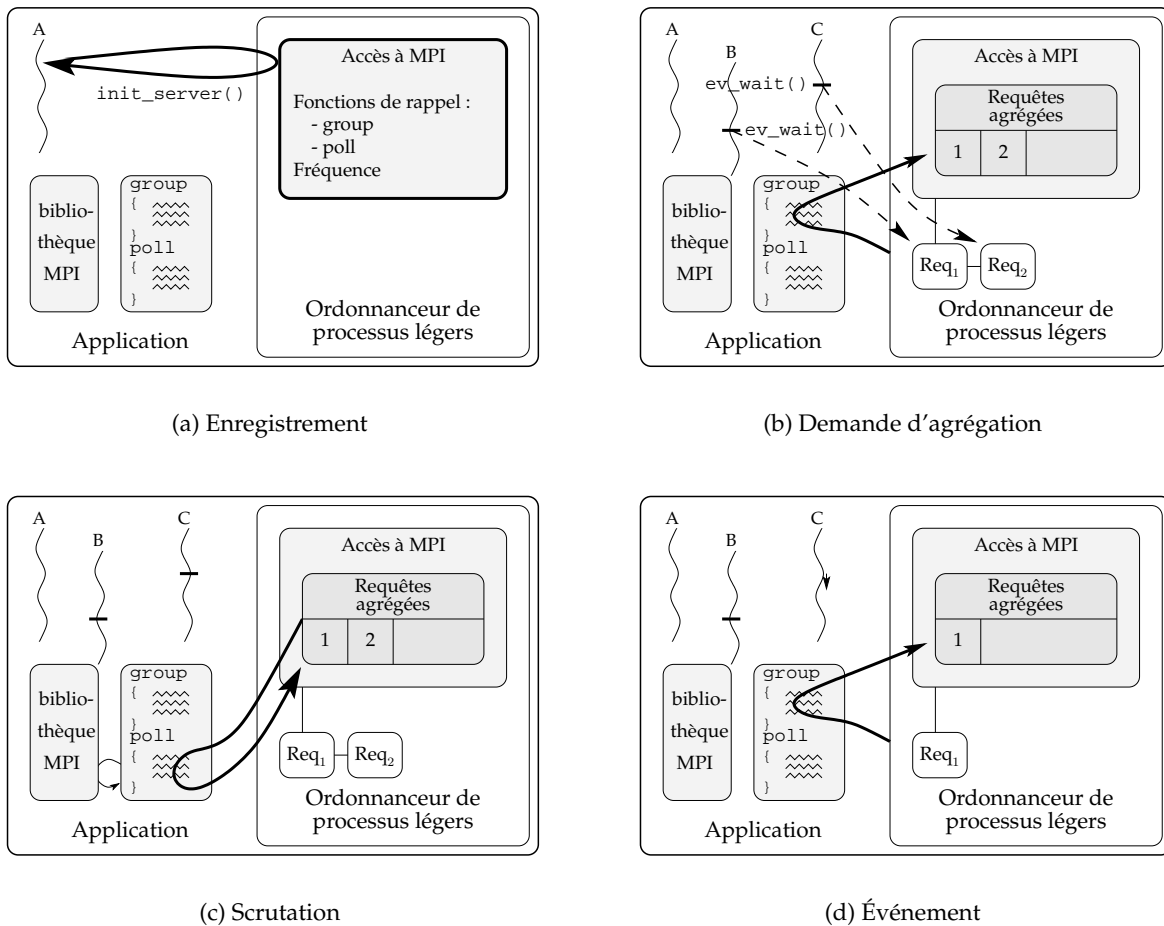 A
Accès à MPI
init_server()
Fonctions de rappel :
- group
- poll
Fréquence
biblio-
thèque
MPI
group
{
}
poll
{
}
Application
Ordonnanceur de
processus légers
(a) Enregistrement
A
B
C
ev_wait()
ev_wait()
Accès à MPI
Requêtes
agrégées
1 2
biblio-
thèque
MPI
group
{
}
poll
{
}
Req1 Req2
Application
Ordonnanceur de
processus légers
(b) Demande d'agrégation
A
B
C
Accès à MPI
Requêtes
agrégées
1 2
biblio-
thèque
MPI
group
{
}
poll
{
}
Req1 Req2
Application
Ordonnanceur de
processus légers
(c) Scrutation
A
B
C
Accès à MPI
Requêtes
agrégées
1
biblio-
thèque
MPI
group
{
}
poll
{
}
Req1
Application
Ordonnanceur de
processus légers
(d) Événement